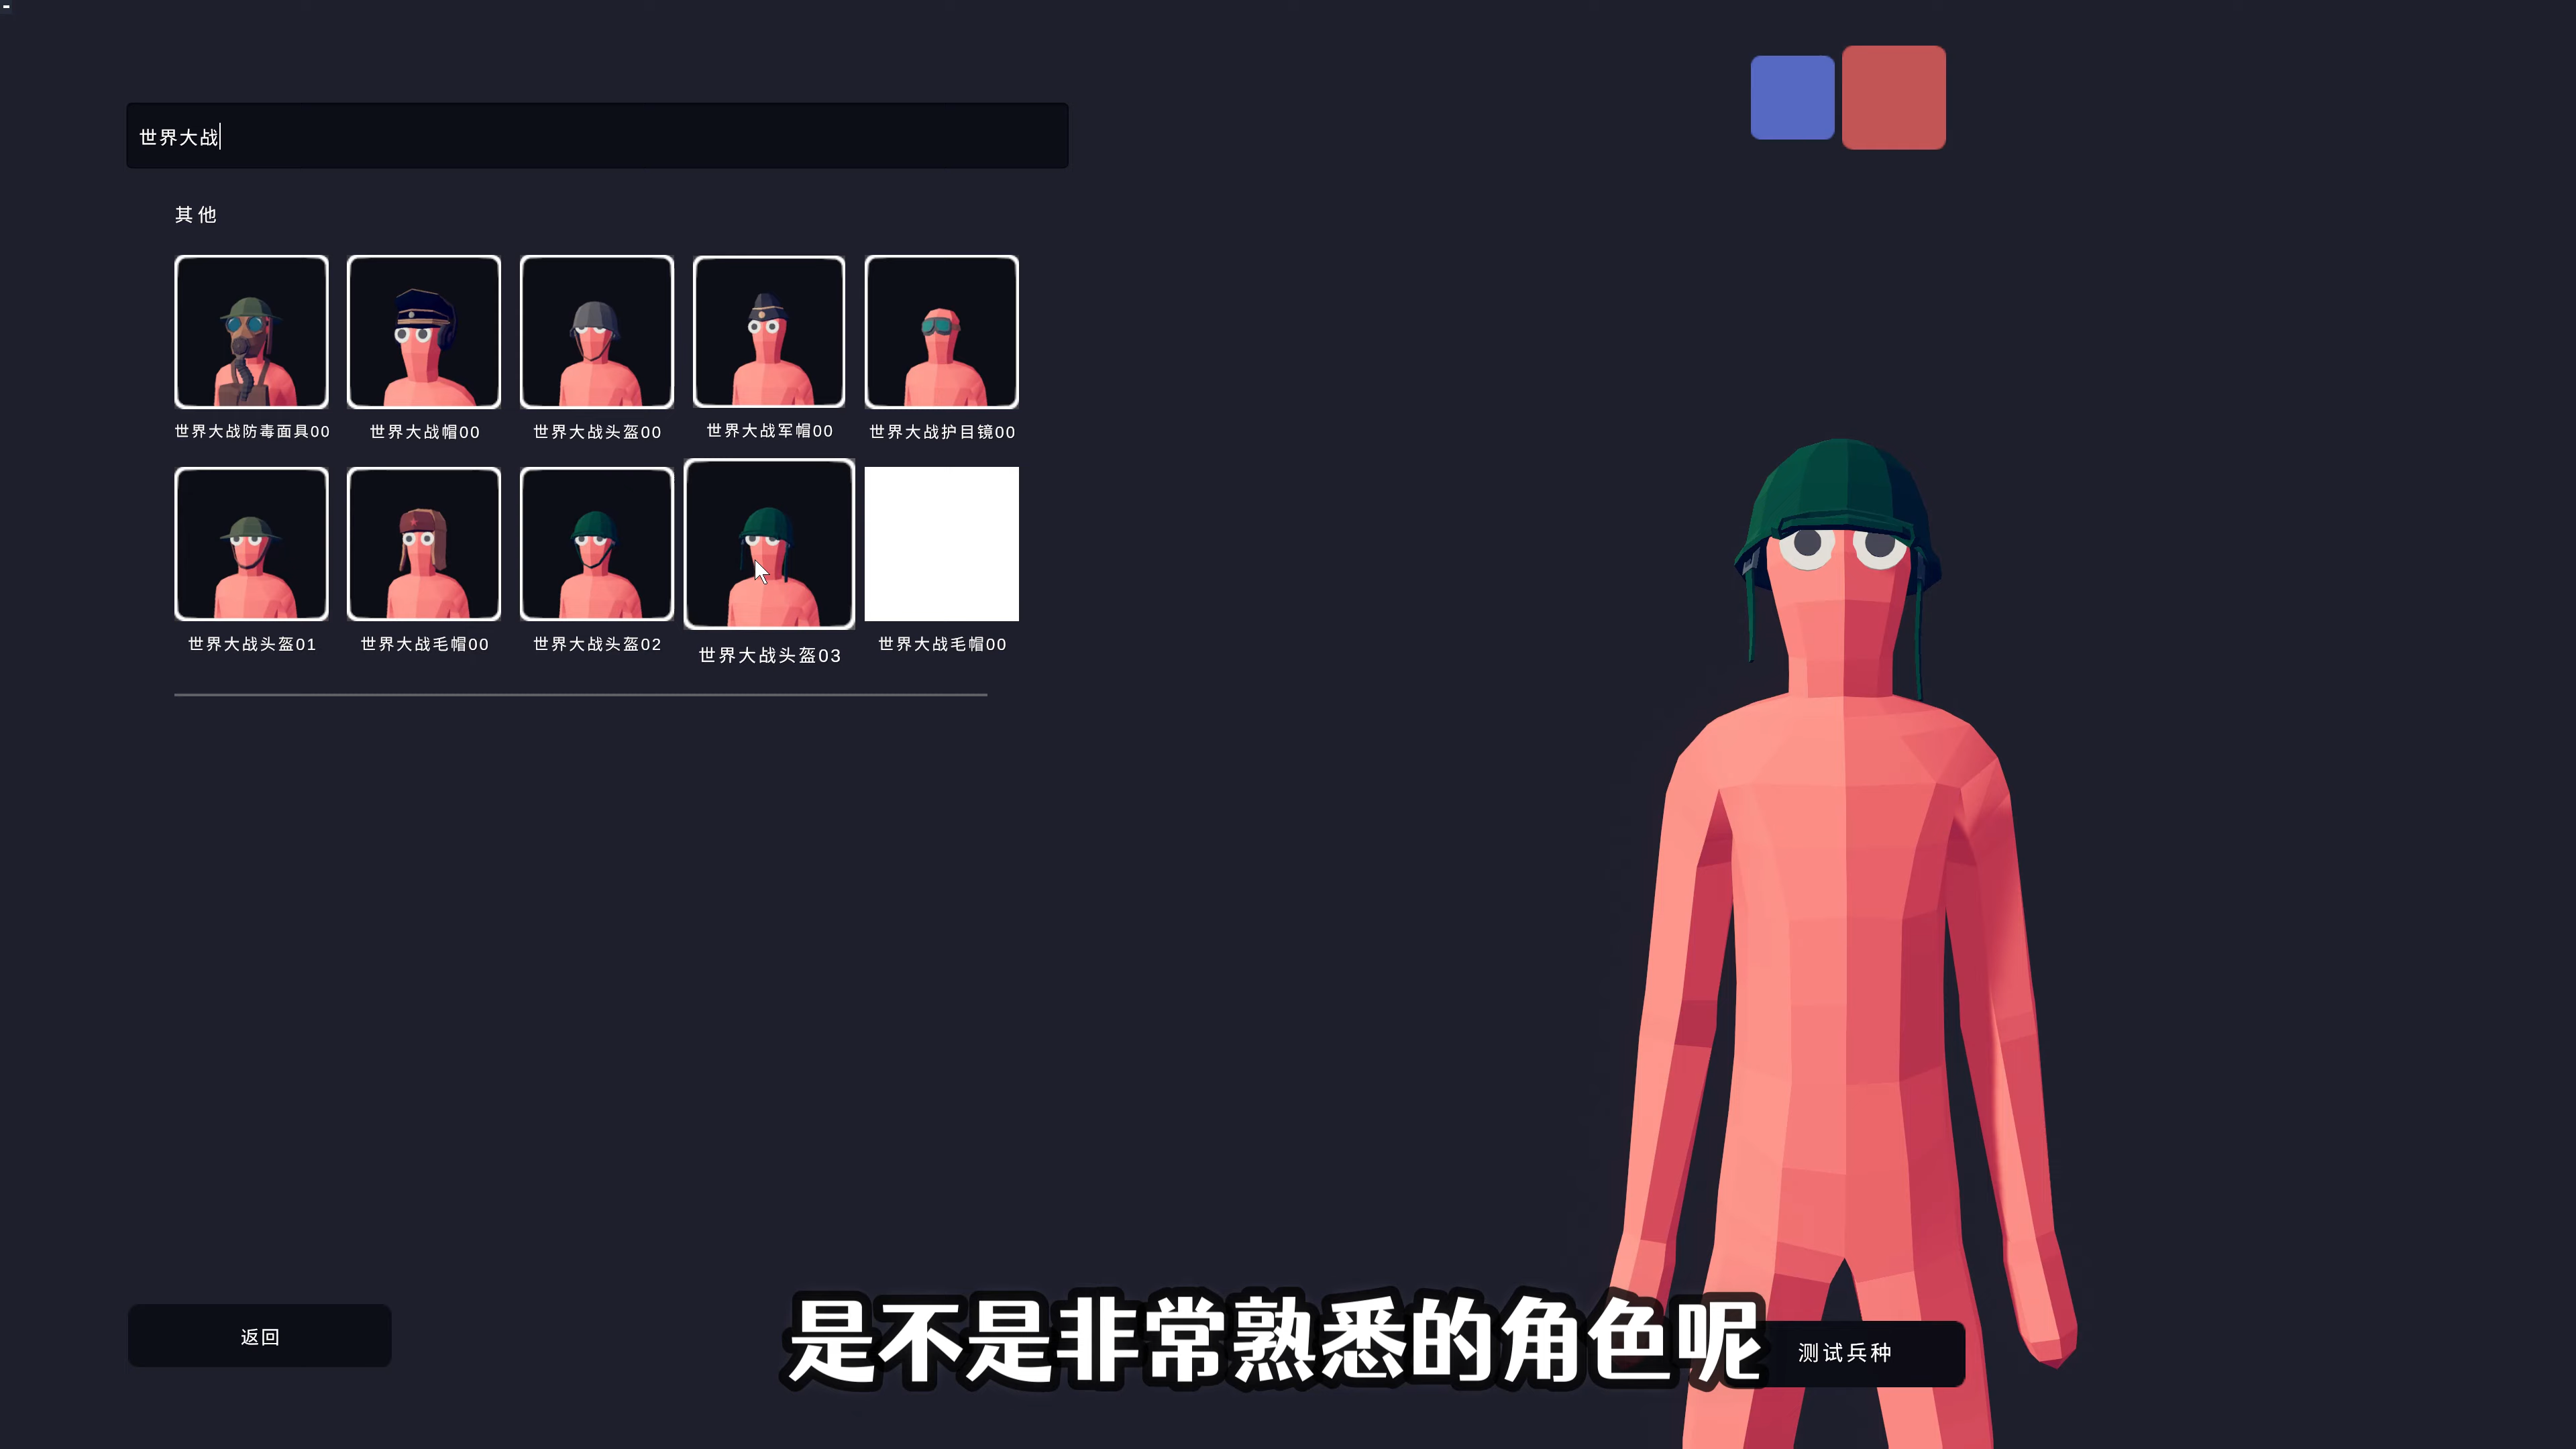 世界大战
其他
世界大战防毒面具00
世界大战帽00
世界大战头盔00
世界大战军帽00
世界大战护目镜00
世界大战头盔01
世界大战毛帽00
世界大战头盔02
世界大战头盔03
世界大战毛帽00
返回
是不是非常熟悉的角色呢
测试兵种